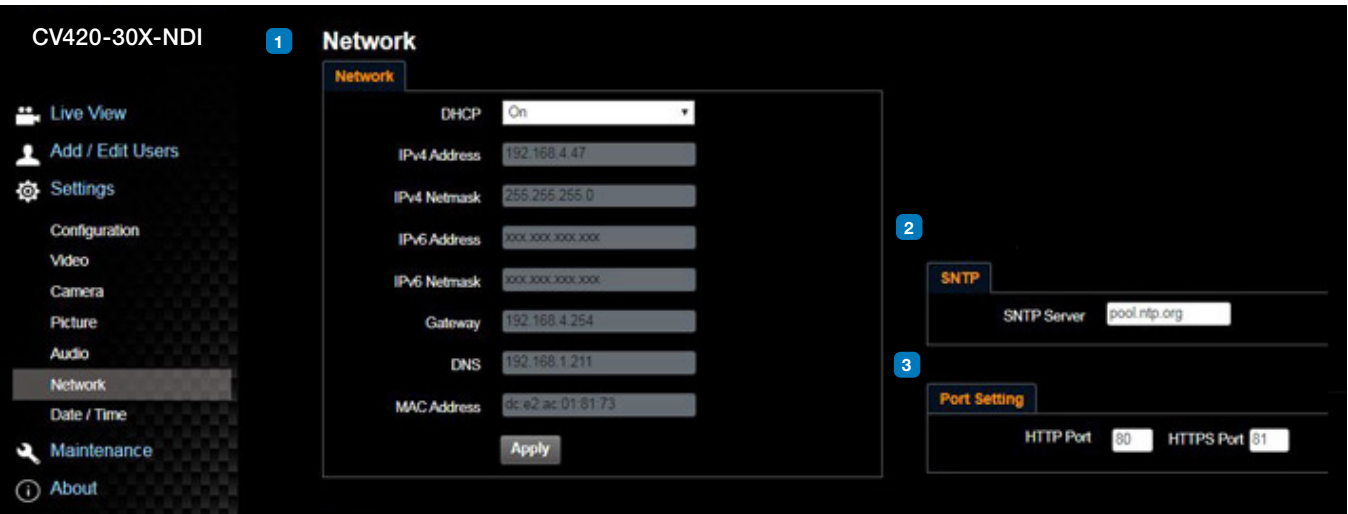 CV420-30X-NDI
Live View
Add / Edit Users
Settings
Configuration
Video
Camera
Picture
Audio
Network
Date / Time
Maintenance
About
1
Network
Network
DHCP On
IPv4 Address 192.168.4.47
IPv4 Netmask 255.255.255.0
IPv6 Address xxx.xxx.xxx.xxx
IPv6 Netmask xxx.xxx.xxx.xxx
Gateway 192.168.4.254
DNS 192.168.1.211
MAC Address dc:e2:ac:01:81:73
Apply
2
SNTP
SNTP Server pool.ntp.org
3
Port Setting
HTTP Port 80 HTTPS Port 81